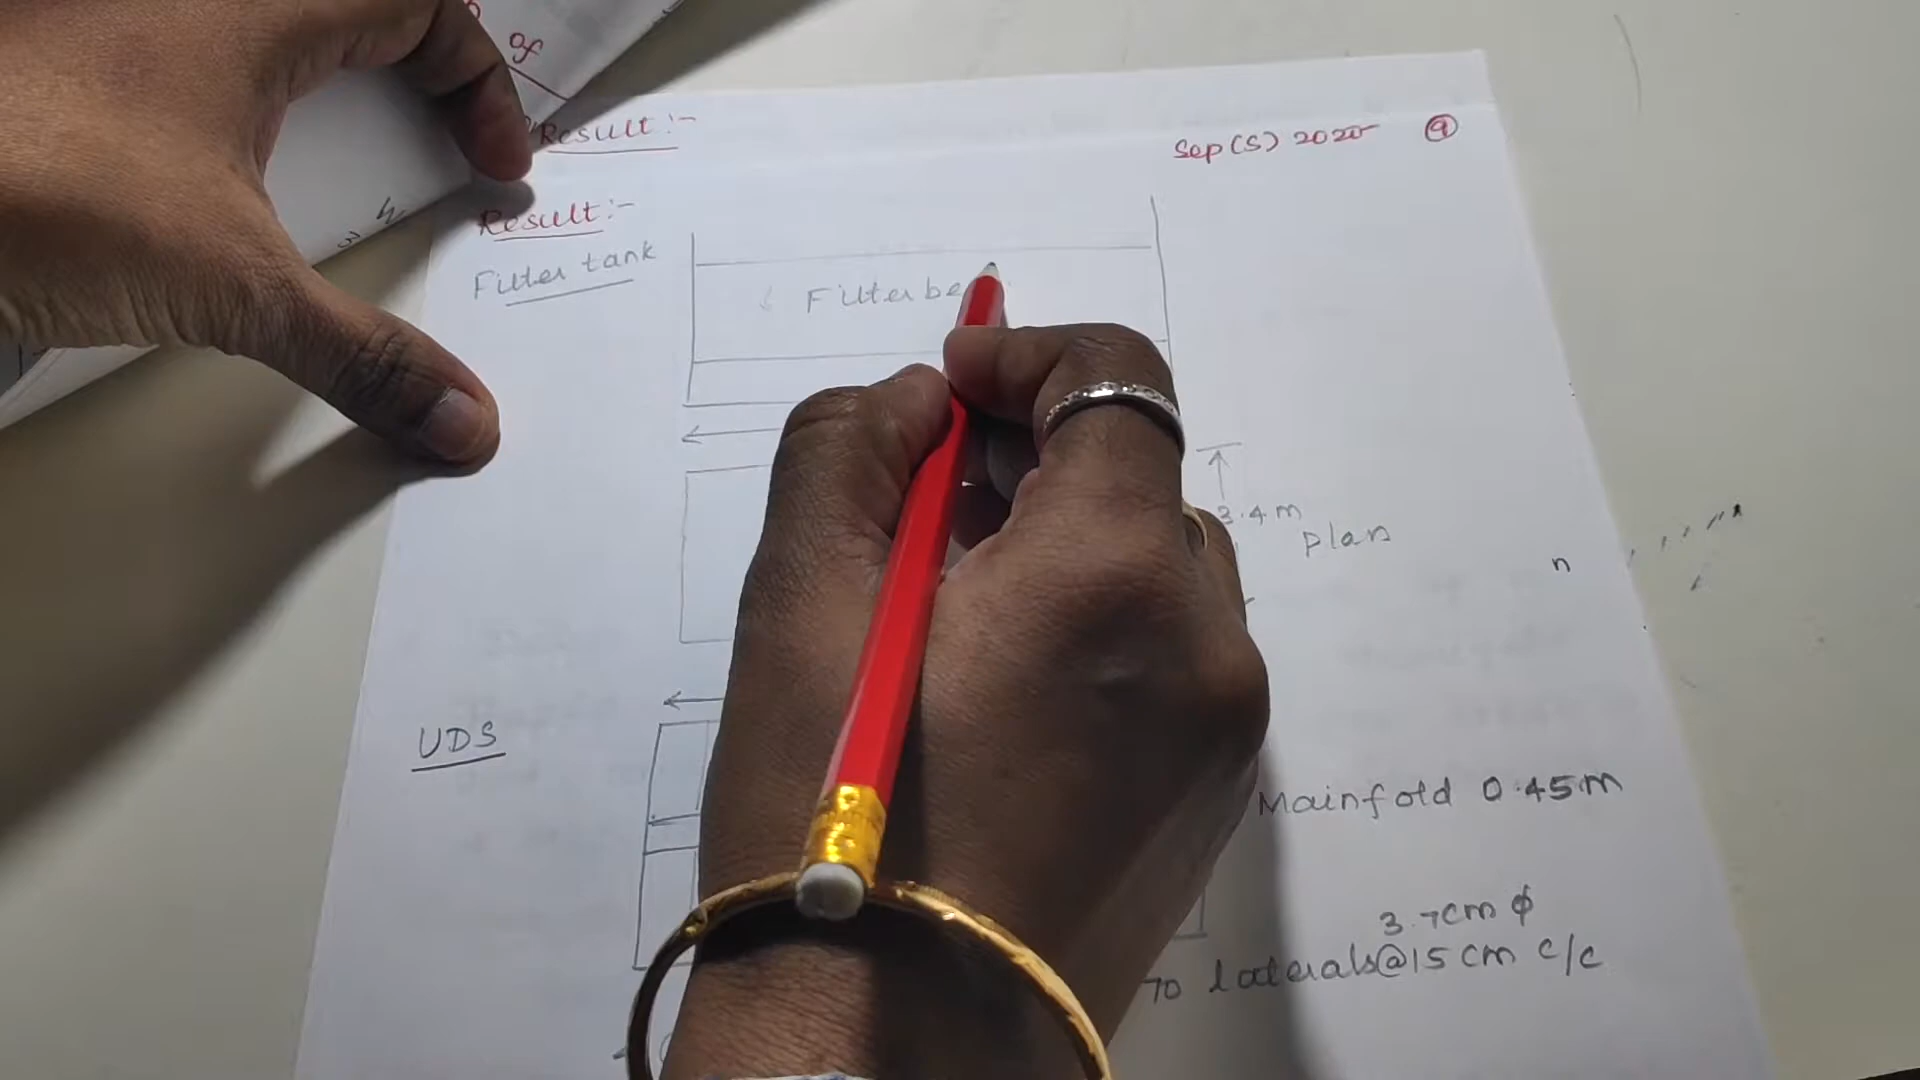 of
Result:-
Sep(S) 2025 9
Result:-
Filter tank
Filter be
3.4 m
plan
n
UDS
Mainfold 0.45m
3.7cm φ
70 laterals@15 cm c/c